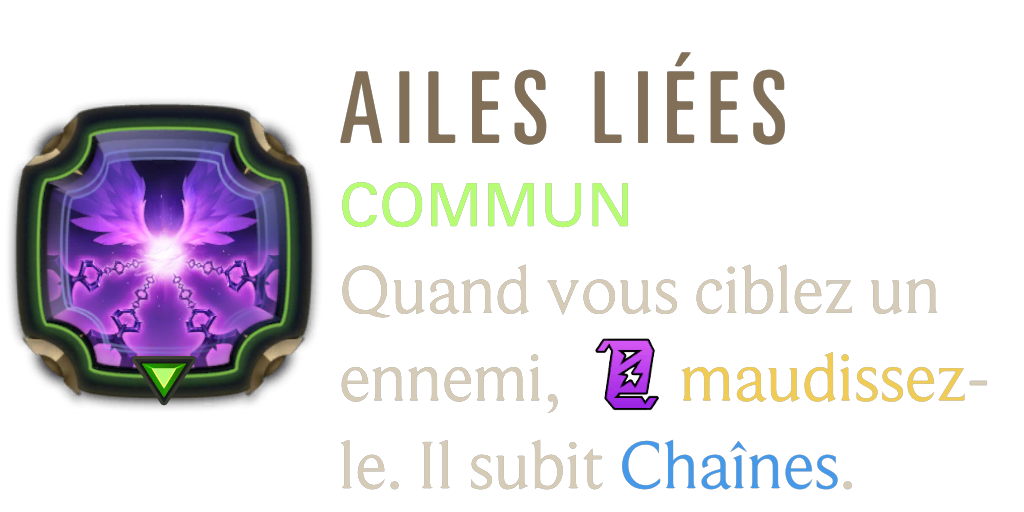 AILES LIÉES
COMMUN
Quand vous ciblez un
ennemi, maudissez-
le. Il subit Chaînes.